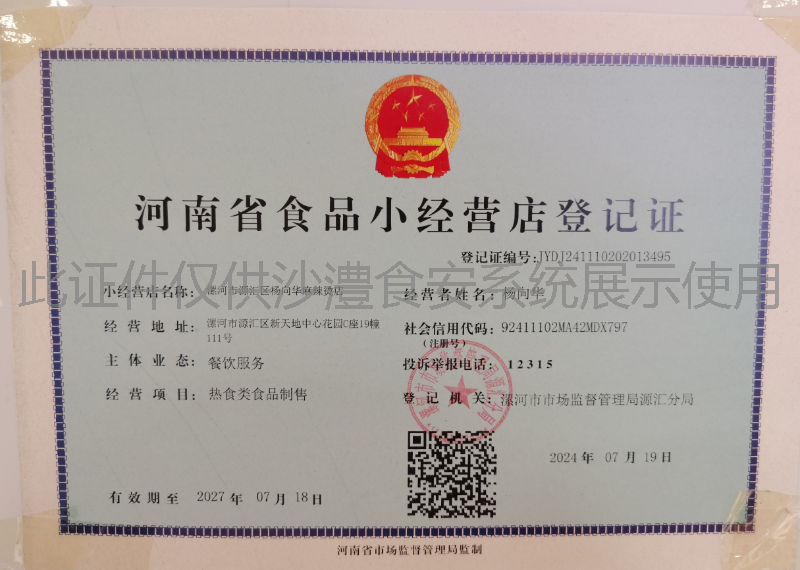 河南省食品小经营店登记证
登记证编号:JYDJ241110202013495
此证件仅供沙澧食安系统展示使用
小经营店名称: 漯河市源汇区杨向华麻辣烫店
经营者姓名: 杨向华
经营地址: 漯河市源汇区新天地中心花园C座19幢
111号
社会信用代码: 92411102MA42MDX797
(注册号)
主体业态: 餐饮服务
投诉举报电话: 12315
经营项目: 热食类食品制售
登记机关: 漯河市市场监督管理局源汇分局
2024年07月19日
有效期至 2027年07月18日
河南省市场监督管理局监制